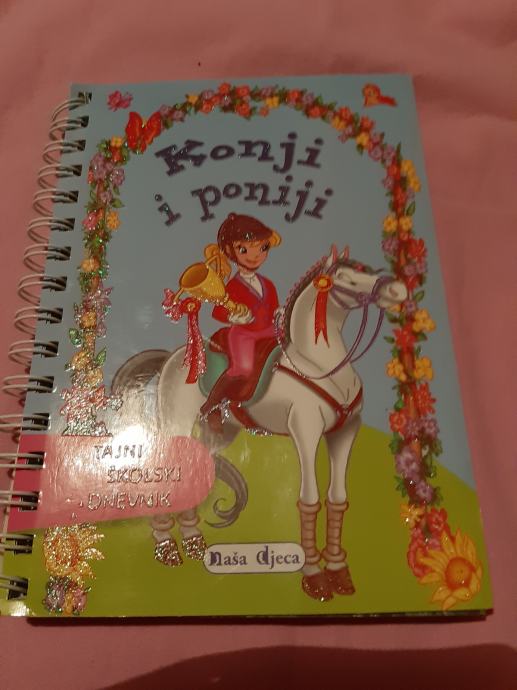 Konji
i poniji
TAJNI
ŠKOLSKI
DNEVNIK
Naša djeca